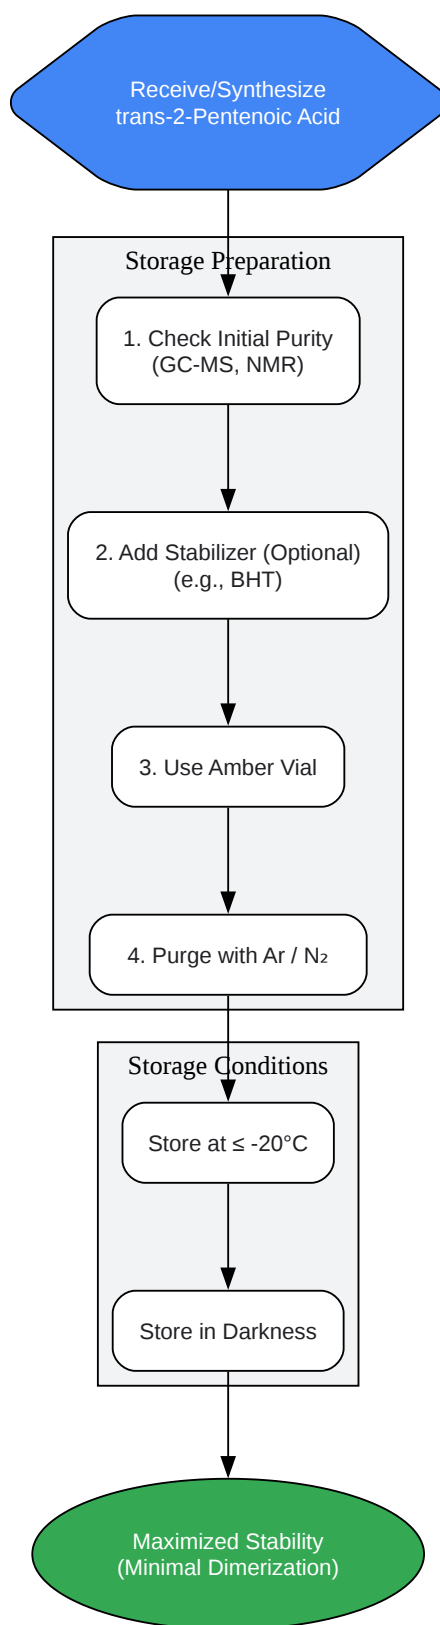 Receive/Synthesize
trans-2-Pentenoic Acid
Storage Preparation
1. Check Initial Purity
(GC-MS, NMR)
2. Add Stabilizer (Optional)
(e.g., BHT)
3. Use Amber Vial
4. Purge with Ar / N₂
Storage Conditions
Store at ≤ -20°C
Store in Darkness
Maximized Stability
(Minimal Dimerization)